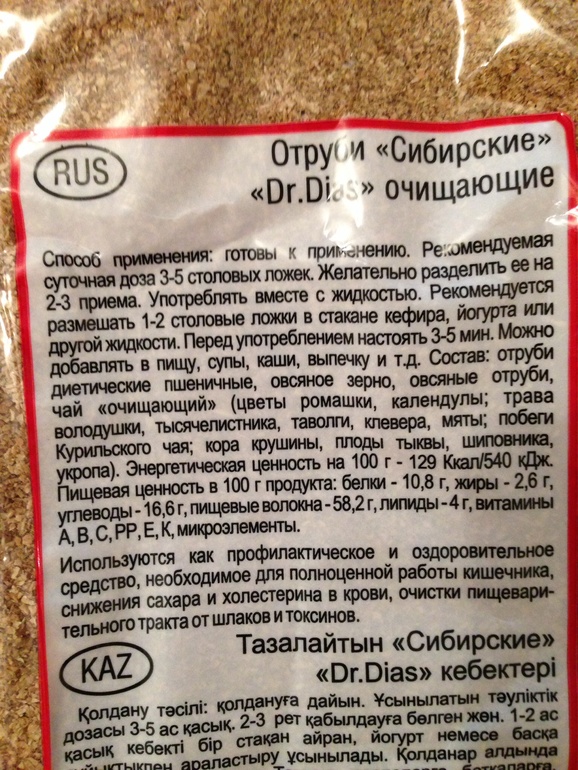 RUS
Отруби «Сибирские»
«Dr.Dias» очищающие
Способ применения: готовы к применению. Рекомендуемая
суточная доза 3-5 столовых ложек. Желательно разделить ее на
2-3 приема. Употреблять вместе с жидкостью. Рекомендуется
размешать 1-2 столовые ложки в стакане кефира, йогурта или
другой жидкости. Перед употреблением настоять 3-5 мин. Можно
добавлять в пищу, супы, каши, выпечку и т.д. Состав: отруби
диетические пшеничные, овсяное зерно, овсяные отруби,
чай «очищающий» (цветы ромашки, календулы; трава
володушки, тысячелистника, таволги, клевера, мяты; побеги
Курильского чая; кора крушины, плоды тыквы, шиповника,
укропа). Энергетическая ценность на 100 г - 129 Ккал/540 кДж.
Пищевая ценность в 100 г продукта: белки - 10,8 г, жиры - 2,6 г,
углеводы - 16,6 г, пищевые волокна - 58,2 г, липиды - 4 г, витамины
А, В, С, РР, Е, К, микроэлементы.
Используются как профилактическое и оздоровительное
средство, необходимое для полноценной работы кишечника,
снижения сахара и холестерина в крови, очистки пищевари-
тельного тракта от шлаков и токсинов.
KAZ
Тазалайтын «Сибирские»
«Dr.Dias» кебектері
Қолдану тәсілі: қолдануға дайын. Ұсынылатын тәуліктік
дозасы 3-5 ас қасық. 2-3 рет қабылдауға бөлген жөн. 1-2 ас
қасық кебекті бір стақан айран, йогурт немесе басқа
араластыру ұсынылады. Қолданар алдында